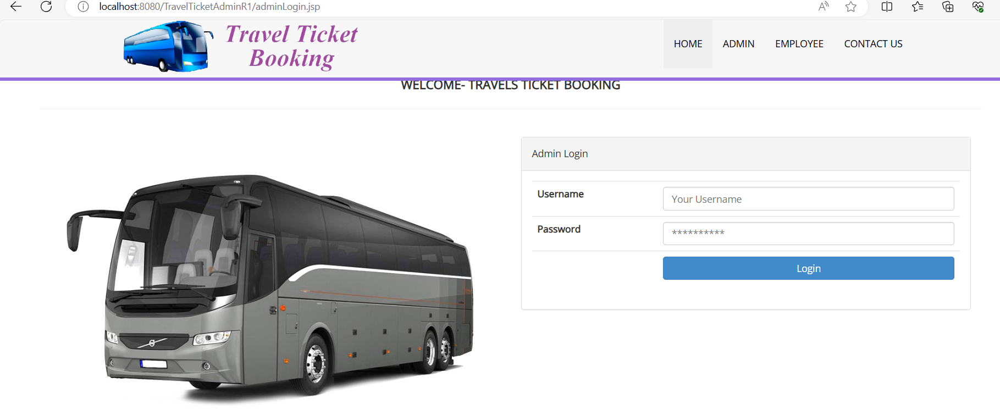 localhost:8080/TravelTicketAdminR1/adminLogin.jsp
Travel Ticket
Booking
HOME ADMIN EMPLOYEE CONTACT US
WELCOME- TRAVELS TICKET BOOKING
Admin Login
Username Your Username
Password **********
Login